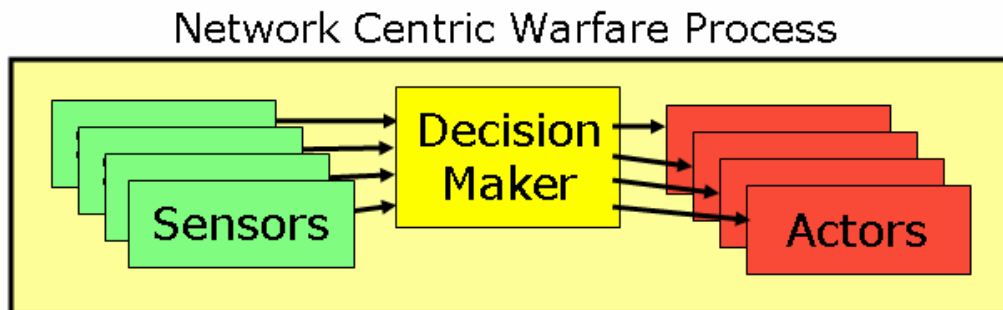 Network Centric Warfare Process
Decision
Maker
Sensors
Actors